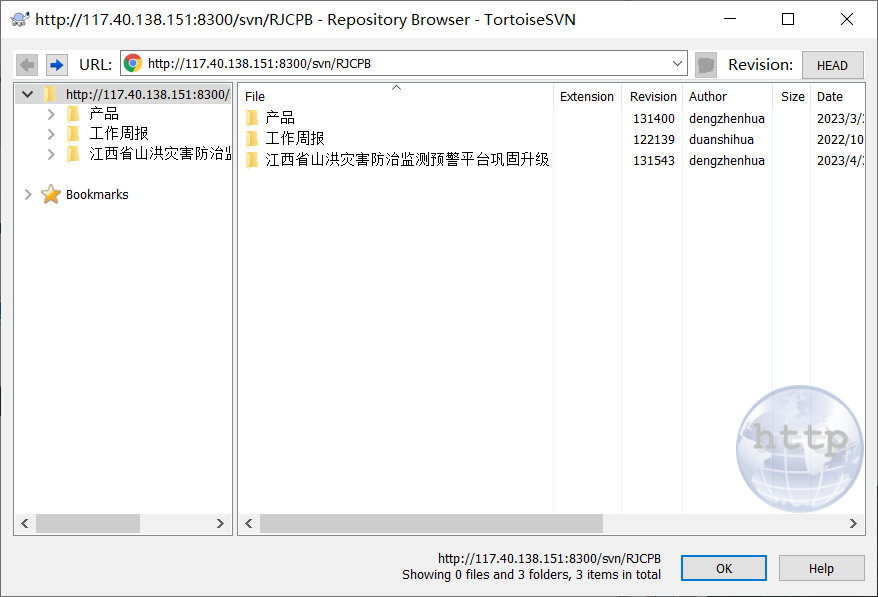 http://117.40.138.151:8300/svn/RJCPB - Repository Browser - TortoiseSVN
URL: http://117.40.138.151:8300/svn/RJCPB Revision: HEAD
http://117.40.138.151:8300/
产品
工作周报
江西省山洪灾害防治监
Bookmarks
File Extension Revision Author Size Date
产品 131400 dengzhenhua 2023/3/
工作周报 122139 duanshihua 2022/10
江西省山洪灾害防治监测预警平台巩固升级 131543 dengzhenhua 2023/4/
http
http://117.40.138.151:8300/svn/RJCPB
Showing 0 files and 3 folders, 3 items in total
OK Help